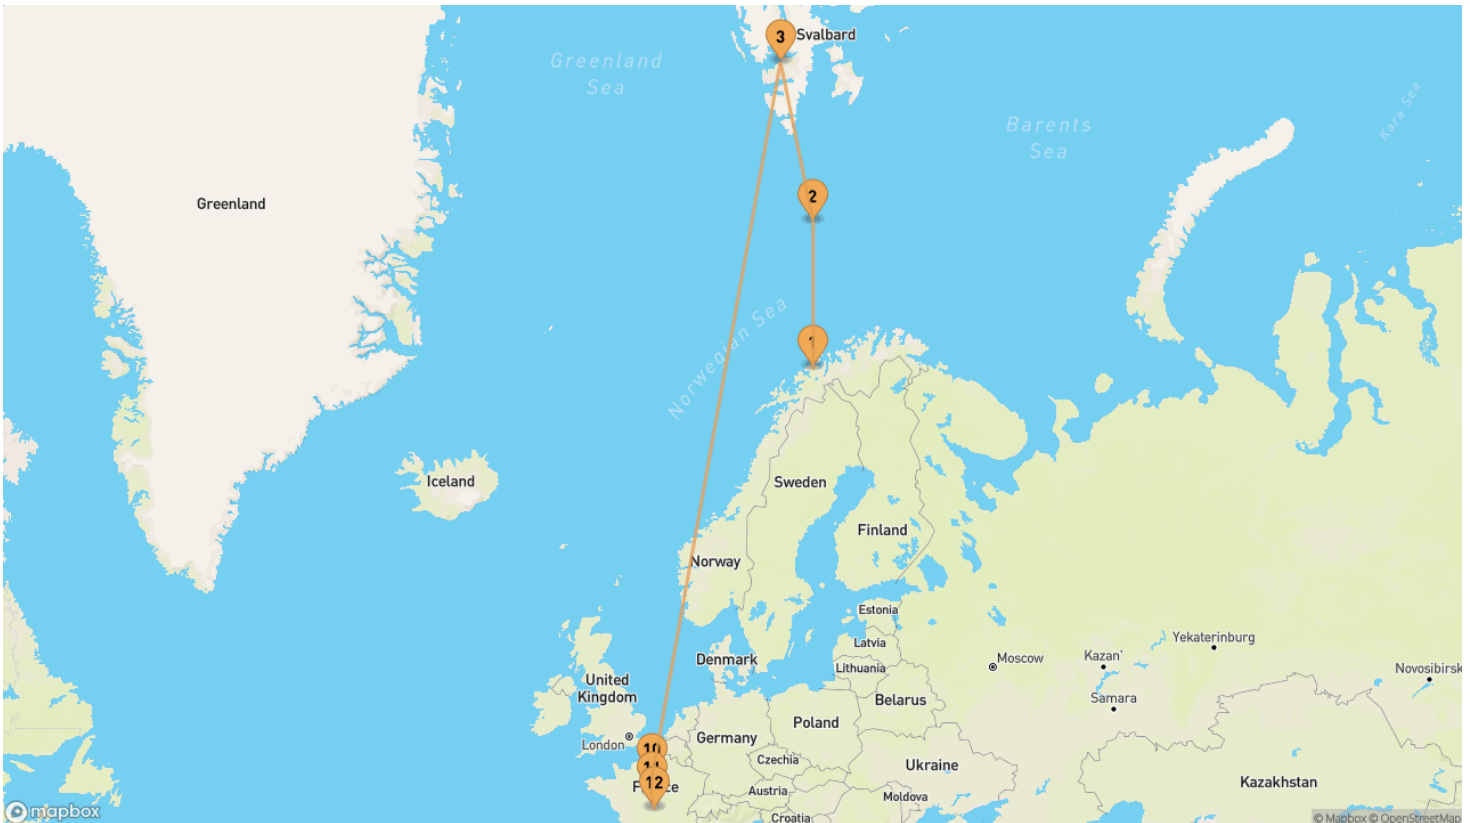 3
Svalbard
Greenland
Sea
Barents
Sea
Kara Sea
2
Greenland
Norwegian Sea
Iceland
Sweden
Finland
Norway
Estonia
Latvia
Lithuania
Denmark
Moscow
Kazan'
Yekaterinburg
Novosibirsk
Samara
United
Kingdom
Belarus
Poland
London
Germany
Czechia
Ukraine
10
12
Austria
Moldova
Kazakhstan
Croatia
mapbox
© Mapbox © OpenStreetMap